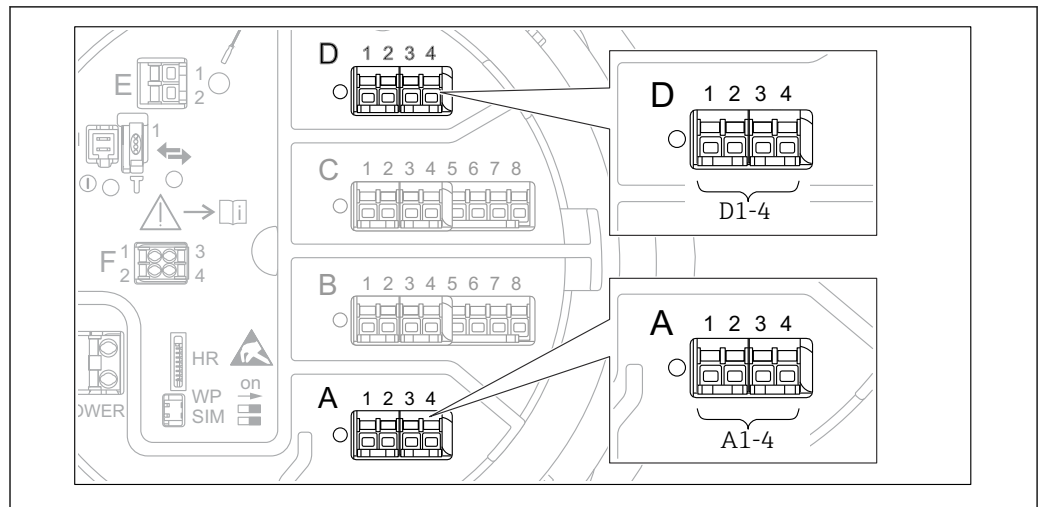 D 1 2 3 4
E 1
2
1
C 1 2 3 4 5 6 7 8
i
F 1 3
2 4
B 1 2 3 4 5 6 7 8
HR
on
WP
SIM
OWER
A 1 2 3 4
D 1 2 3 4
D1-4
A 1 2 3 4
A1-4